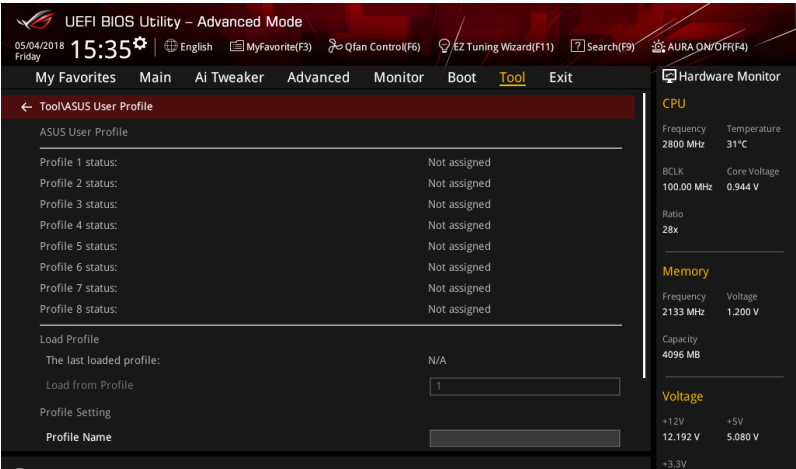 UEFI BIOS Utility – Advanced Mode
05/04/2018 Friday 15:35 English MyFavorite(F3) Qfan Control(F6) EZ Tuning Wizard(F11) ? Search(F9) AURA ON/OFF(F4)
My Favorites Main Ai Tweaker Advanced Monitor Boot Tool Exit
Hardware Monitor
← Tool\ASUS User Profile
ASUS User Profile
Profile 1 status: Not assigned
Profile 2 status: Not assigned
Profile 3 status: Not assigned
Profile 4 status: Not assigned
Profile 5 status: Not assigned
Profile 6 status: Not assigned
Profile 7 status: Not assigned
Profile 8 status: Not assigned
Load Profile
The last loaded profile: N/A
Load from Profile 1
Profile Setting
Profile Name
CPU
Frequency Temperature
2800 MHz 31°C
BCLK Core Voltage
100.00 MHz 0.944 V
Ratio
28x
Memory
Frequency Voltage
2133 MHz 1.200 V
Capacity
4096 MB
Voltage
+12V +5V
12.192 V 5.080 V
+3.3V